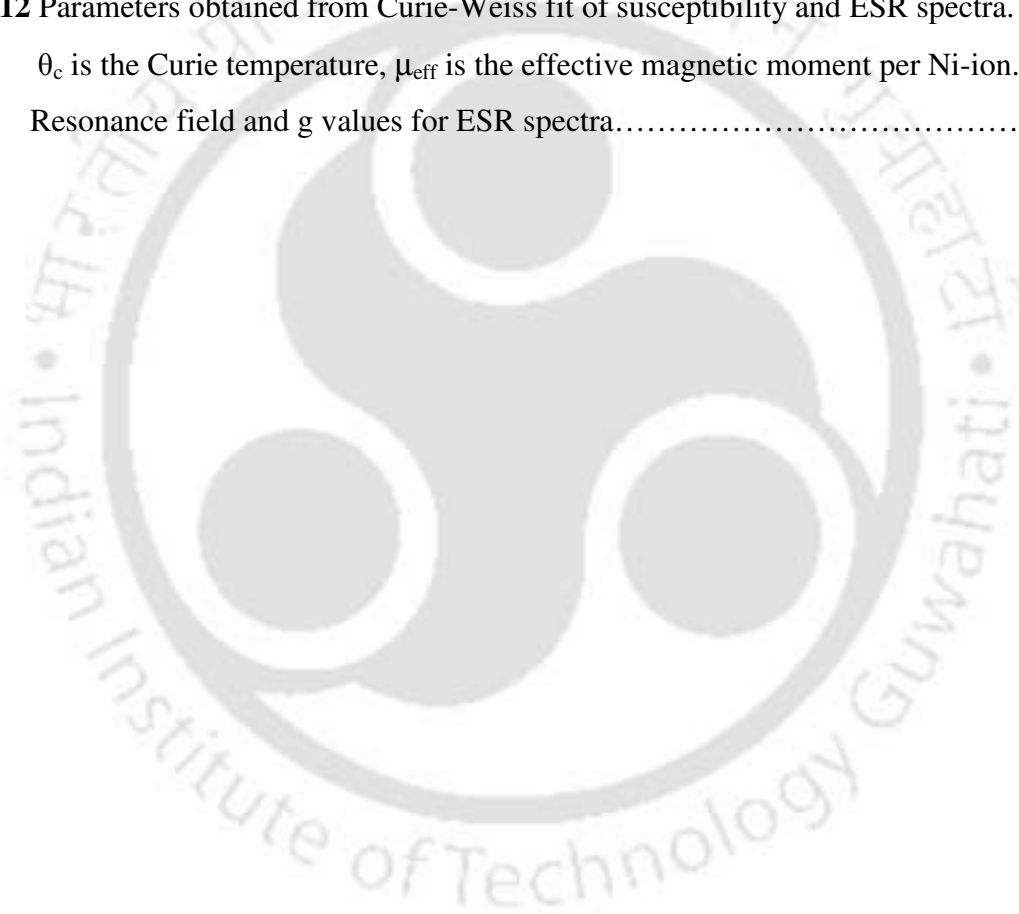 12 Parameters obtained from Curie-Weiss fit of susceptibility and ESR spectra.
θc is the Curie temperature, μeff is the effective magnetic moment per Ni-ion.
Resonance field and g values for ESR spectra……………………………………
Indian Institute of Technology Guwahati